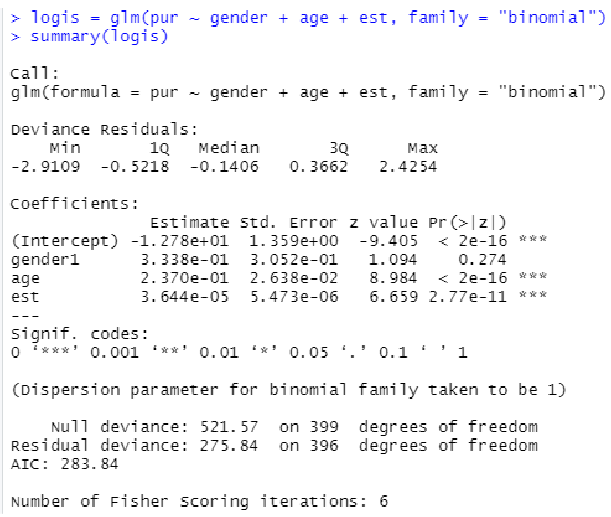 > logis = glm(pur ~ gender + age + est, family = "binomial")
> summary(logis)
Call:
glm(formula = pur ~ gender + age + est, family = "binomial")
Deviance Residuals:
Min 1Q Median 3Q Max
-2.9109 -0.5218 -0.1406 0.3662 2.4254
Coefficients:
Estimate Std. Error z value Pr(>|z|)
(Intercept) -1.278e+01 1.359e+00 -9.405 < 2e-16 ***
gender1 3.338e-01 3.052e-01 1.094 0.274
age 2.370e-01 2.638e-02 8.984 < 2e-16 ***
est 3.644e-05 5.473e-06 6.659 2.77e-11 ***
---
Signif. codes:
0 ‘***’ 0.001 ‘**’ 0.01 ‘*’ 0.05 ‘.’ 0.1 ‘ ’ 1
(Dispersion parameter for binomial family taken to be 1)
Null deviance: 521.57 on 399 degrees of freedom
Residual deviance: 275.84 on 396 degrees of freedom
AIC: 283.84
Number of Fisher Scoring iterations: 6